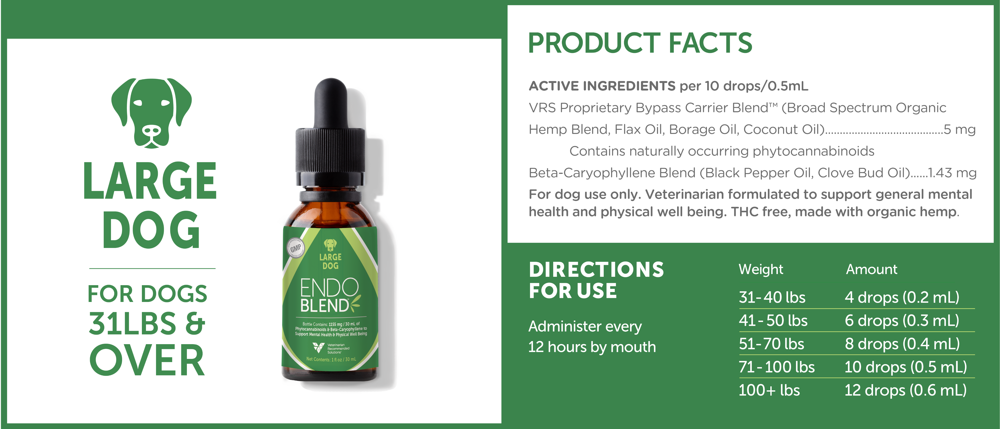 LARGE
DOG
FOR DOGS
31LBS &
OVER
GMP
LARGE
DOG
ENDO
BLEND™
Bottle Contains: 1155 mg / 30 mL of
Phytocannabinoids & Beta-Caryophyllene to
Support Mental Health & Physical Well Being
Veterinarian
Recommended
Solutions
Net Contents: 1 fl oz / 30 mL
PRODUCT FACTS
ACTIVE INGREDIENTS per 10 drops/0.5mL
VRS Proprietary Bypass Carrier Blend™ (Broad Spectrum Organic
Hemp Blend, Flax Oil, Borage Oil, Coconut Oil).........................................5 mg
Contains naturally occurring phytocannabinoids
Beta-Caryophyllene Blend (Black Pepper Oil, Clove Bud Oil)......1.43 mg
For dog use only. Veterinarian formulated to support general mental
health and physical well being. THC free, made with organic hemp.
DIRECTIONS
FOR USE
Administer every
12 hours by mouth
Weight Amount
31-40 lbs 4 drops (0.2 mL)
41-50 lbs 6 drops (0.3 mL)
51-70 lbs 8 drops (0.4 mL)
71-100 lbs 10 drops (0.5 mL)
100+ lbs 12 drops (0.6 mL)